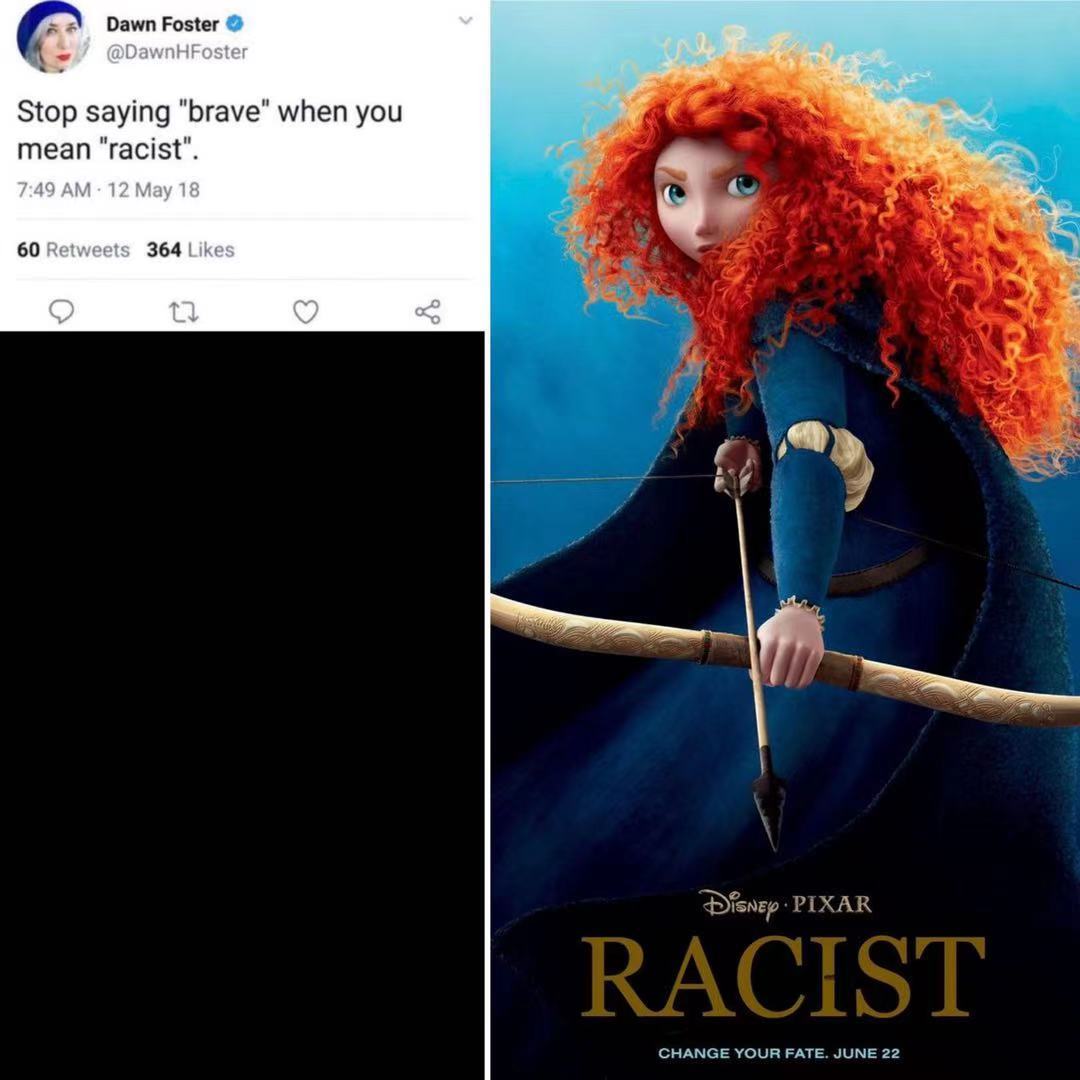 Dawn Foster
@DawnHFoster
Stop saying "brave" when you
mean "racist".
7:49 AM · 12 May 18
60 Retweets 364 Likes
Disney · PIXAR
RACIST
CHANGE YOUR FATE. JUNE 22